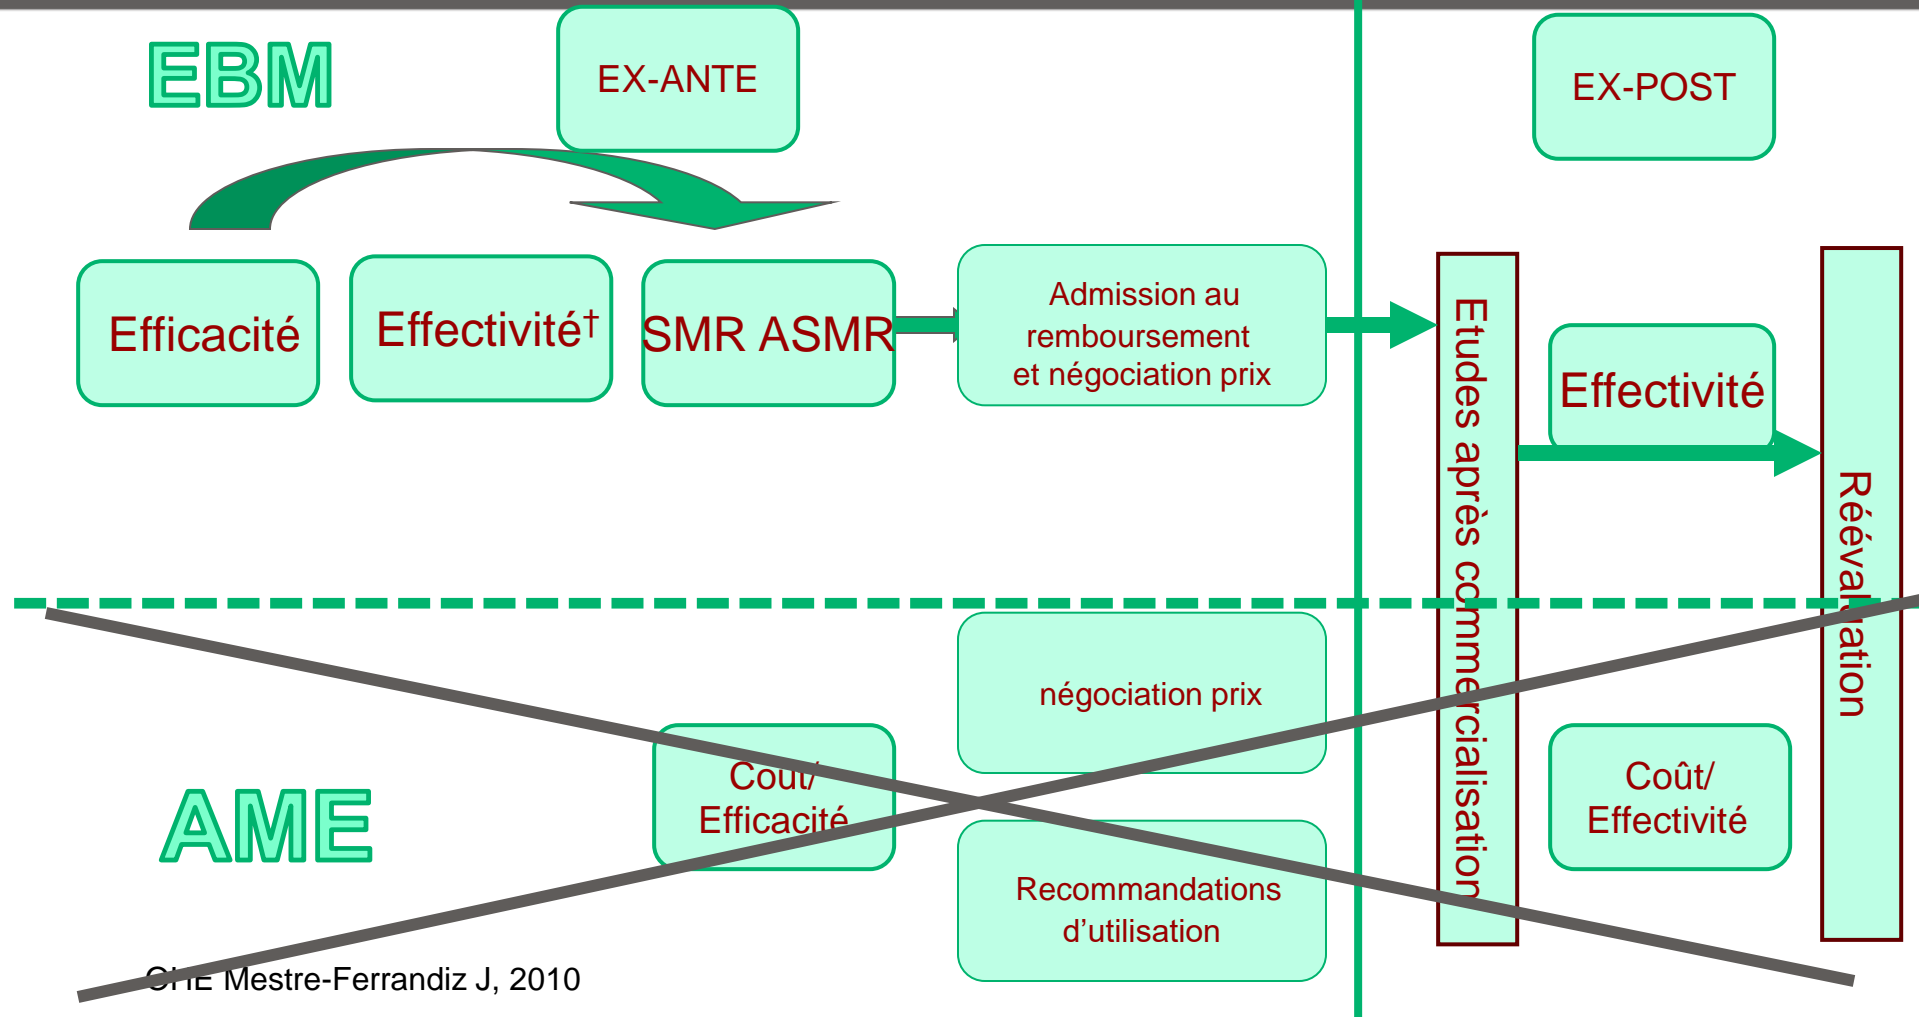 EBM
EX-ANTE
EX-POST
Efficacité
Effectivité†
SMR ASMR
Admission au
remboursement
et négociation prix
Etudes après commercialisation
Effectivité
Réévaluation
AME
Coût/
Efficacité
négociation prix
Recommandations
d’utilisation
Coût/
Effectivité
OHE Mestre-Ferrandiz J, 2010